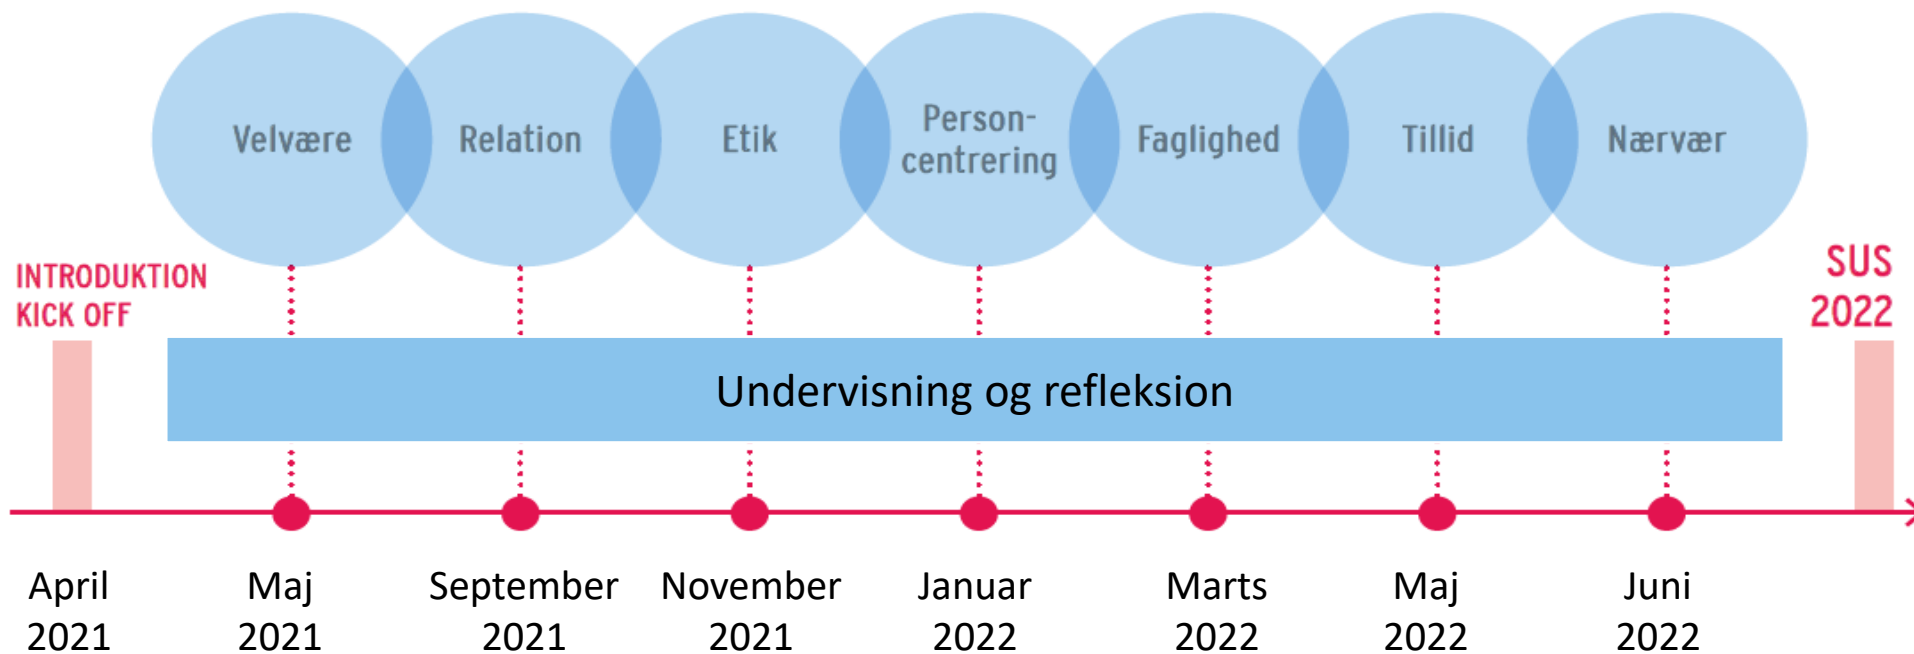 Velvære
Relation
Etik
Person-
centrering
Faglighed
Tillid
Nærvær
INTRODUKTION
KICK OFF
SUS
2022
Undervisning og refleksion
April
2021
Maj
2021
September
2021
November
2021
Januar
2022
Marts
2022
Maj
2022
Juni
2022